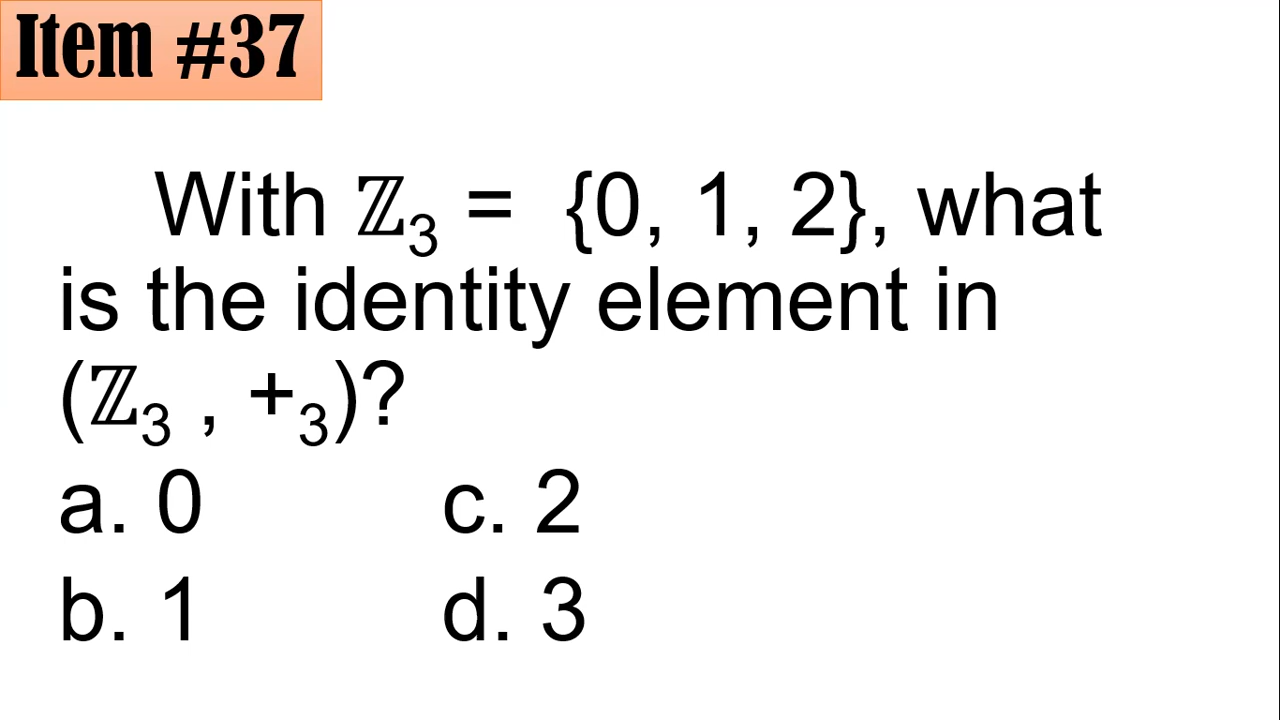 Item #37
With ℤ₃ = {0, 1, 2}, what
is the identity element in
(ℤ₃ , +₃)?
a. 0 c. 2
b. 1 d. 3